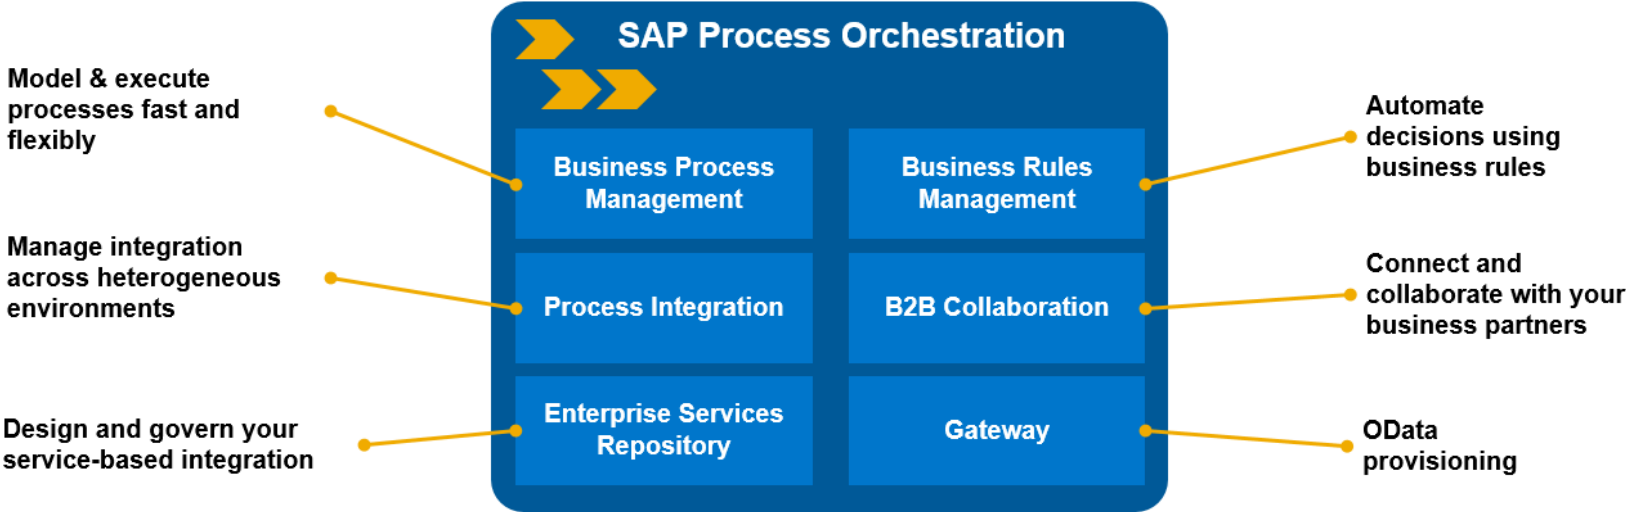 SAP Process Orchestration
Model & execute
processes fast and
flexibly
Business Process
Management
Business Rules
Management
Automate
decisions using
business rules
Manage integration
across heterogeneous
environments
Process Integration
B2B Collaboration
Connect and
collaborate with your
business partners
Design and govern your
service-based integration
Enterprise Services
Repository
Gateway
OData
provisioning